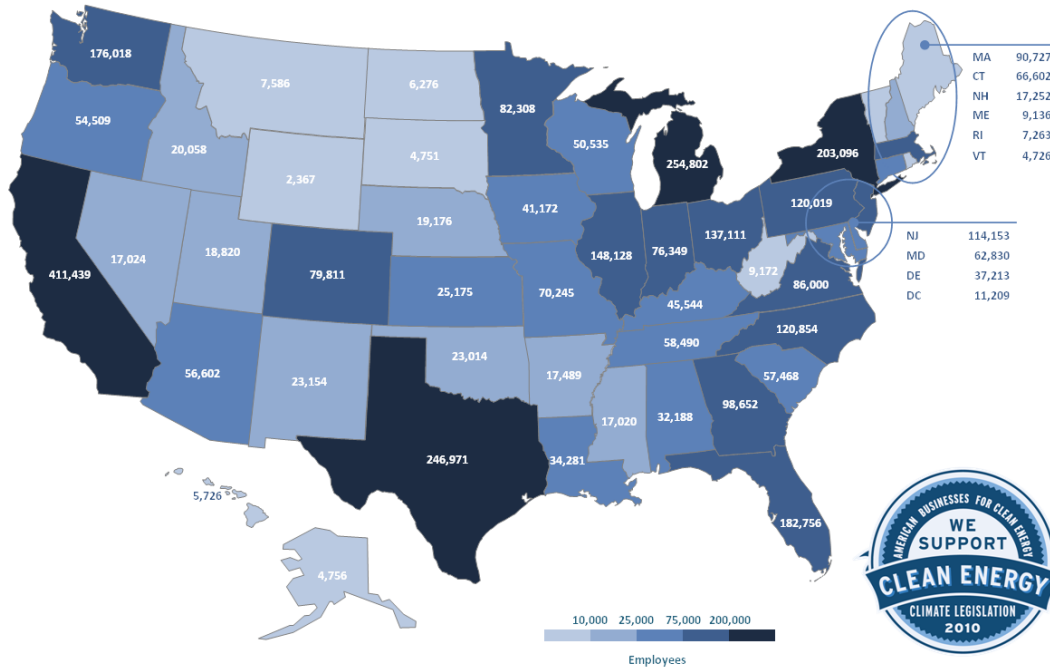 176,018
7,586
6,276
82,308
54,509
20,058
2,367
4,751
50,535
254,802
203,096
MA 90,727
CT 66,602
NH 17,252
ME 9,136
RI 7,263
VT 4,726
411,439
17,024
18,820
79,811
19,176
41,172
148,128
76,349
137,111
120,019
NJ 114,153
MD 62,830
DE 37,213
DC 11,209
25,175
70,245
45,544
9,172
86,000
56,602
23,154
23,014
17,489
58,490
120,854
57,468
246,971
34,281
17,020
32,188
98,652
182,756
5,726
4,756
10,000 25,000 75,000 200,000
Employees
AMERICAN BUSINESSES FOR CLEAN ENERGY
WE
SUPPORT
CLEAN ENERGY
CLIMATE LEGISLATION
2010